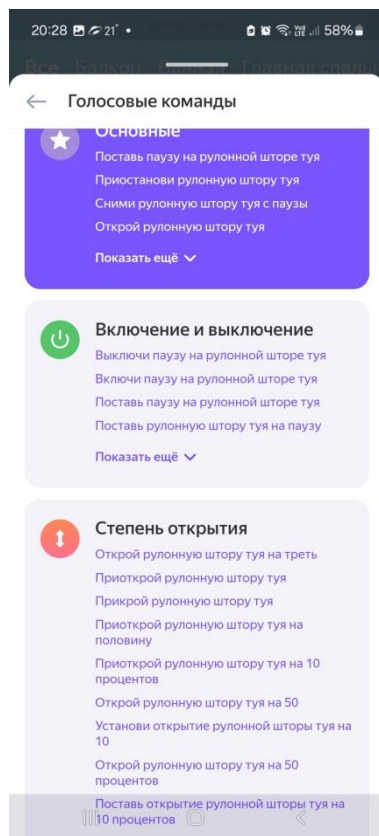 20:28 21° • 58%
Все Балкон Ванная Главная спальн
Голосовые команды
Основные
Поставь паузу на рулонной шторе туя
Приостанови рулонную штору туя
Сними рулонную штору туя с паузы
Открой рулонную штору туя
Показать ещё
Включение и выключение
Выключи паузу на рулонной шторе туя
Включи паузу на рулонной шторе туя
Поставь паузу на рулонной шторе туя
Поставь рулонную штору туя на паузу
Показать ещё
Степень открытия
Открой рулонную штору туя на треть
Приоткрой рулонную штору туя
Прикрой рулонную штору туя
Приоткрой рулонную штору туя на
половину
Приоткрой рулонную штору туя на 10
процентов
Открой рулонную штору туя на 50
Установи открытие рулонной шторы туя на
10
Открой рулонную штору туя на 50
процентов
Поставь открытие рулонной шторы туя на
10 процентов